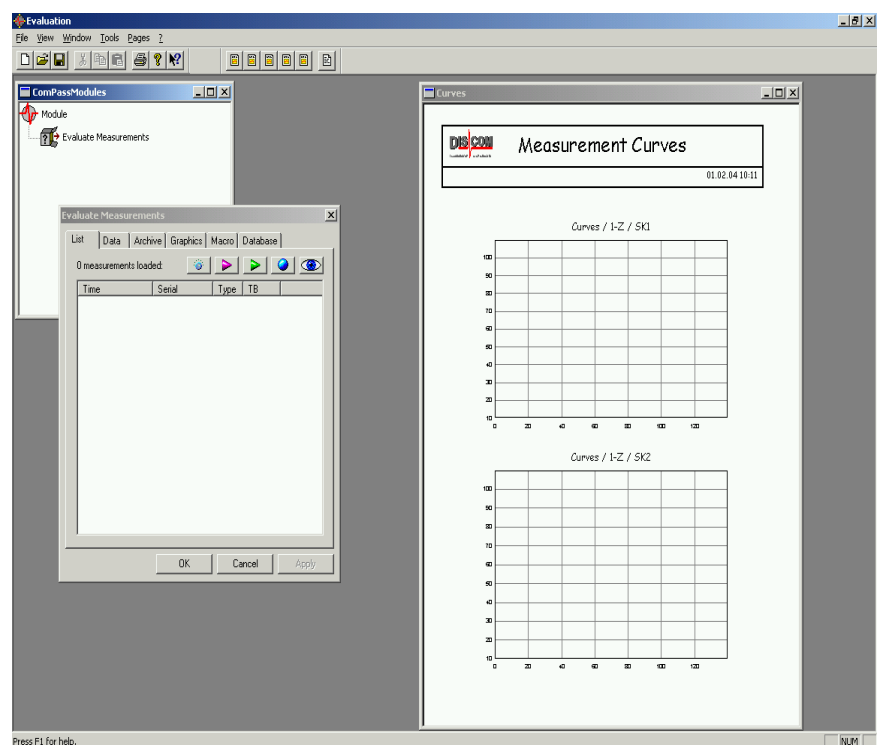 Evaluation
File View Window Tools Pages ?
ComPassModules
Module
Evaluate Measurements
Evaluate Measurements
List Data Archive Graphics Macro Database
0 measurements loaded:
Time Serial Type TB
OK Cancel Apply
Curves
DISCOM Measurement Curves
01.02.04 10:11
Curves / 1-Z / SK1
100
90
80
70
60
50
40
30
20
10
0 20 40 60 80 100 120
Curves / 1-Z / SK2
100
90
80
70
60
50
40
30
20
10
0 20 40 60 80 100 120
Press F1 for help. NUM